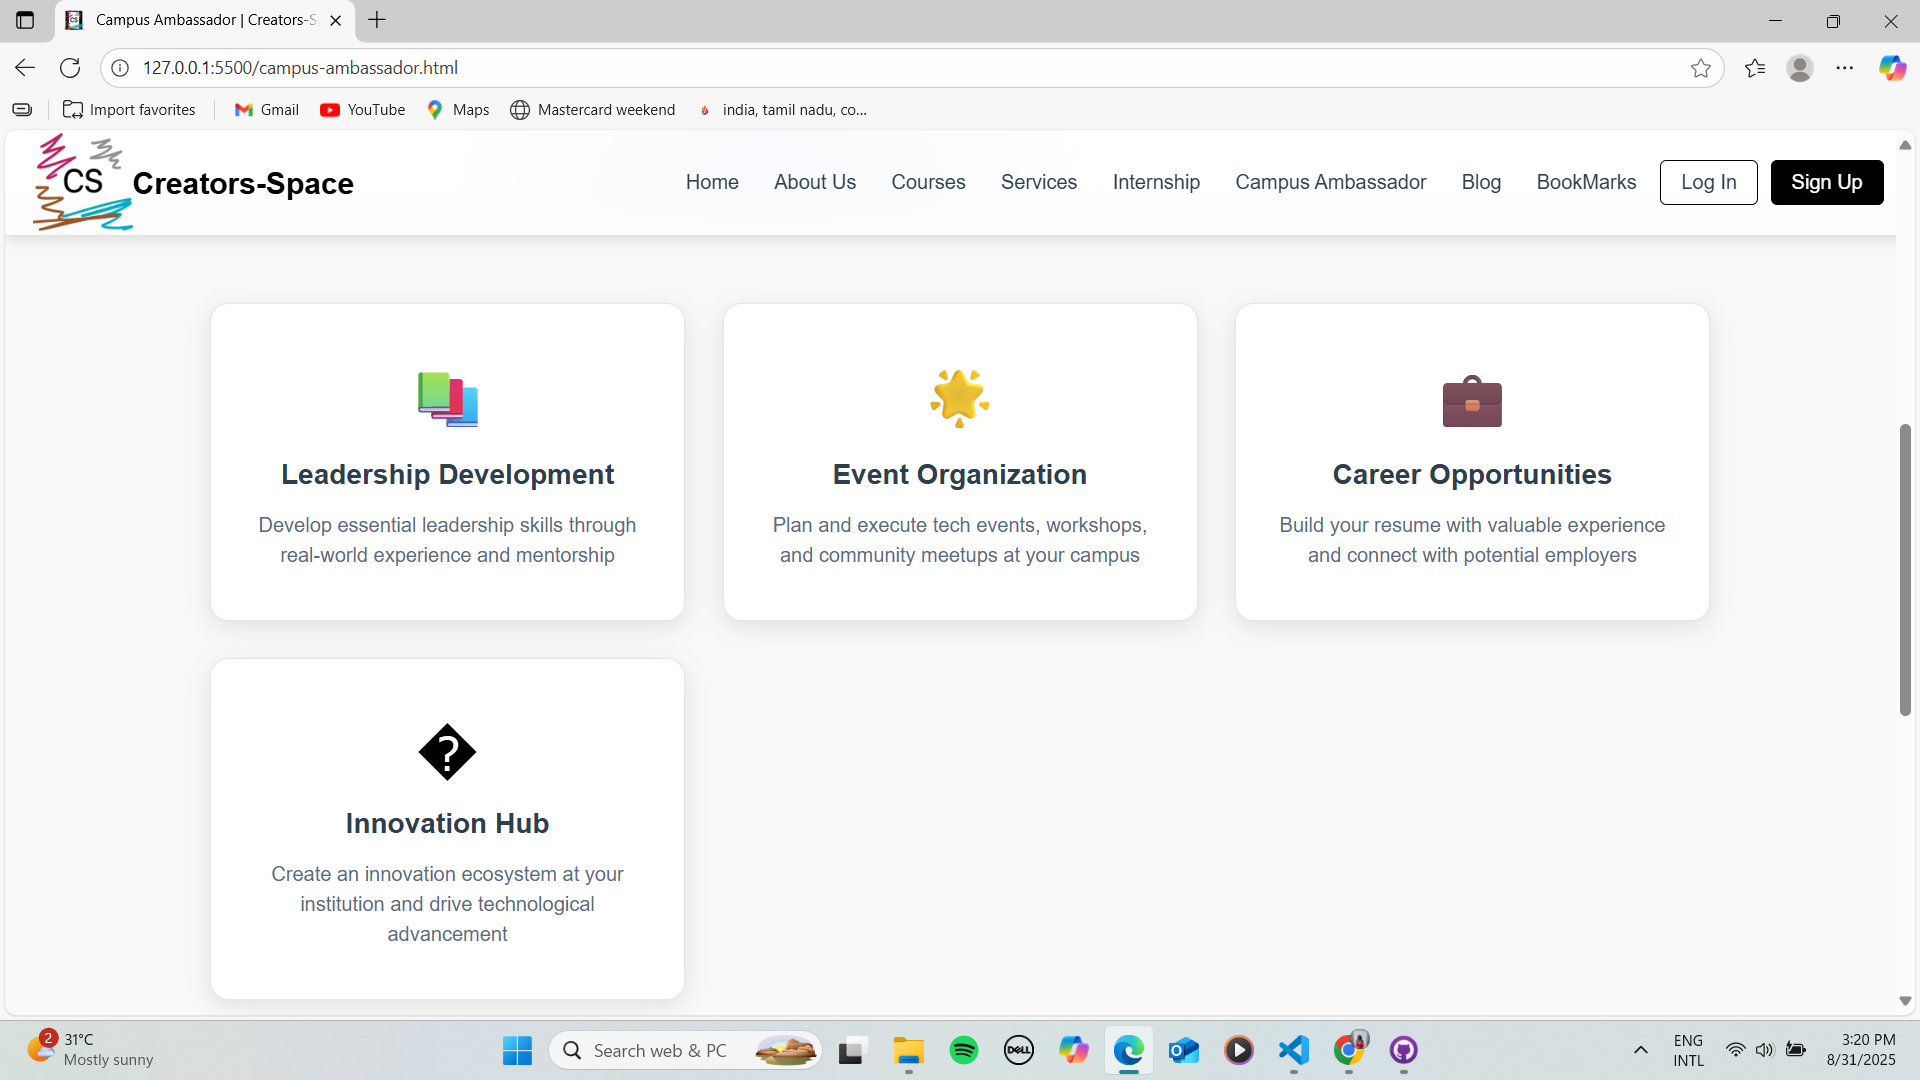 Campus Ambassador | Creators-S
127.0.0.1:5500/campus-ambassador.html
Import favorites
Gmail
YouTube
Maps
Mastercard weekend
india, tamil nadu, co...
CS
Creators-Space
Home
About Us
Courses
Services
Internship
Campus Ambassador
Blog
BookMarks
Log In
Sign Up
Leadership Development
Develop essential leadership skills through
real-world experience and mentorship
Event Organization
Plan and execute tech events, workshops,
and community meetups at your campus
Career Opportunities
Build your resume with valuable experience
and connect with potential employers
�
Innovation Hub
Create an innovation ecosystem at your
institution and drive technological
advancement
2
31°C
Mostly sunny
Search web & PC
DELL
ENG
INTL
3:20 PM
8/31/2025